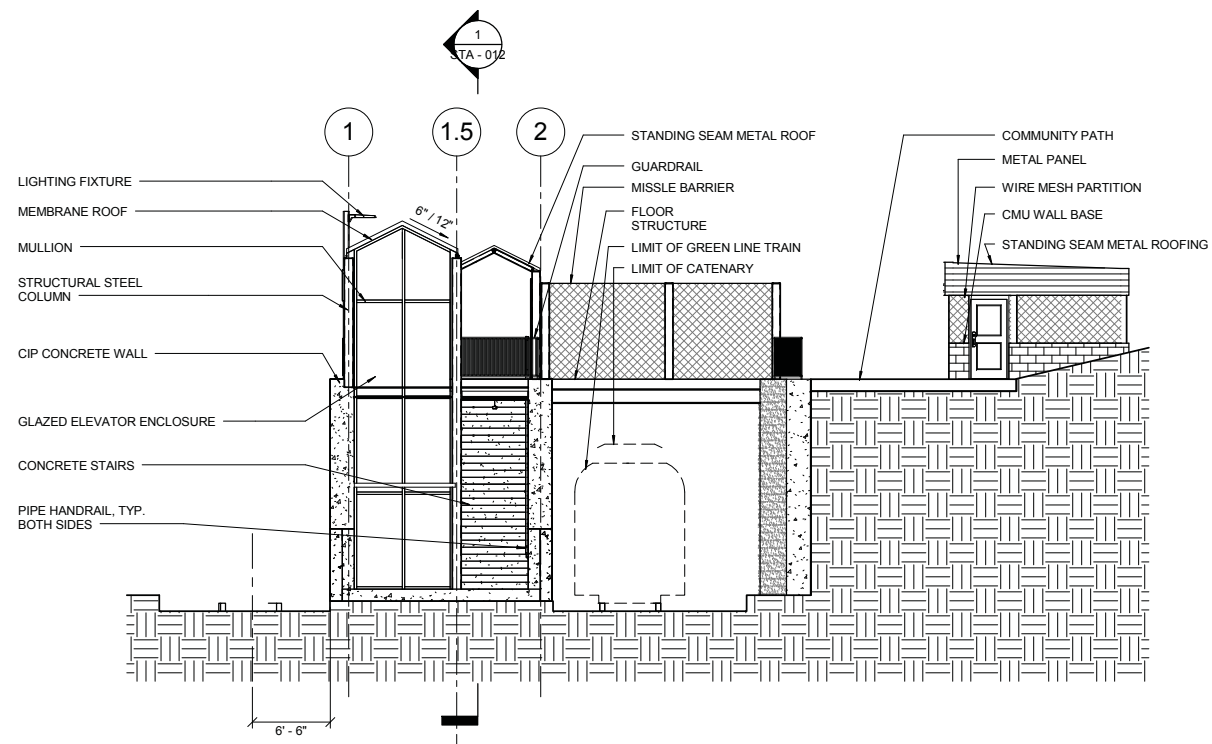 1
STA - 012
1
1.5
2
STANDING SEAM METAL ROOF
GUARDRAIL
MISSLE BARRIER
FLOOR
STRUCTURE
LIMIT OF GREEN LINE TRAIN
LIMIT OF CATENARY
COMMUNITY PATH
METAL PANEL
WIRE MESH PARTITION
CMU WALL BASE
STANDING SEAM METAL ROOFING
LIGHTING FIXTURE
MEMBRANE ROOF
6" / 12"
MULLION
STRUCTURAL STEEL
COLUMN
CIP CONCRETE WALL
GLAZED ELEVATOR ENCLOSURE
CONCRETE STAIRS
PIPE HANDRAIL, TYP.
BOTH SIDES
6' - 6"